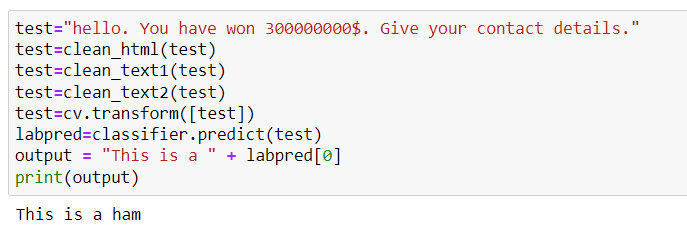 test="hello. You have won 300000000$. Give your contact details."
test=clean_html(test)
test=clean_text1(test)
test=clean_text2(test)
test=cv.transform([test])
labpred=classifier.predict(test)
output = "This is a " + labpred[0]
print(output)
This is a ham